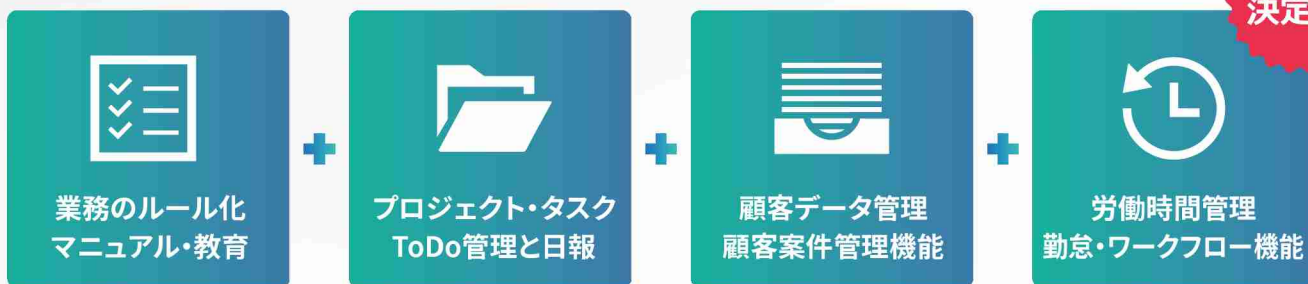 決定
業務のルール化
マニュアル・教育
プロジェクト・タスク
ToDo管理と日報
顧客データ管理
顧客案件管理機能
労働時間管理
勤怠・ワークフロー機能